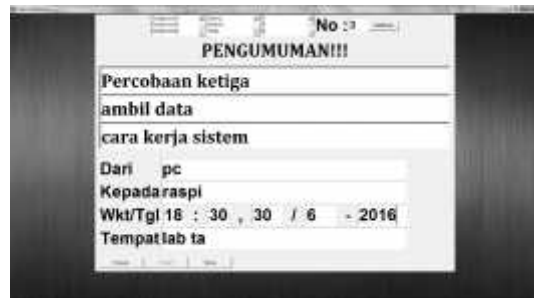 No :3
PENGUMUMAN!!!
Percobaan ketiga
ambil data
cara kerja sistem
Dari pc
Kepada raspi
Wkt/Tgl 18 : 30 , 30 / 6 - 2016
Tempat lab ta